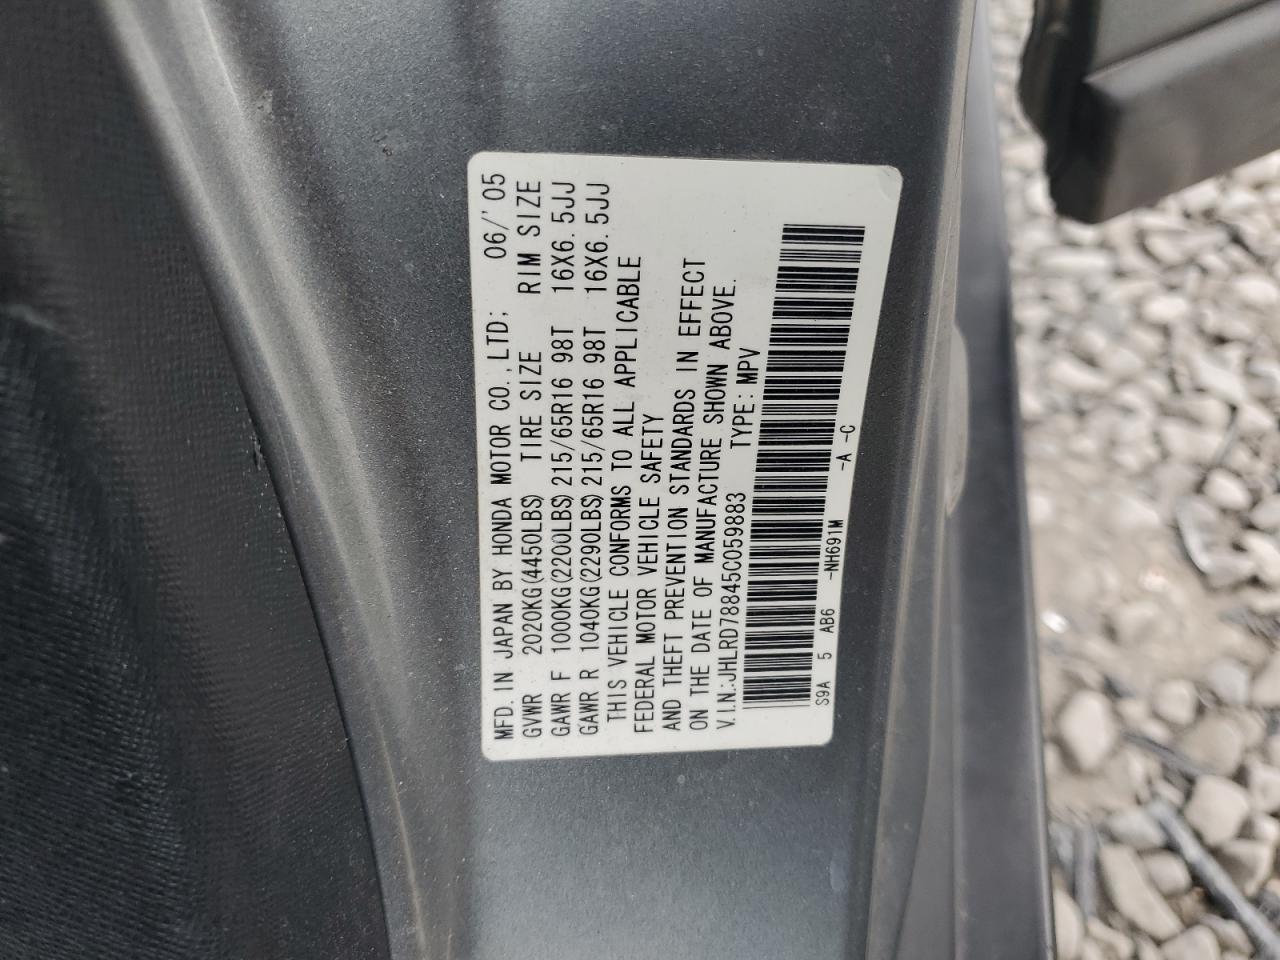 MFD. IN JAPAN BY HONDA MOTOR CO., LTD; 06/'05
GVWR 2020KG(4450LBS) TIRE SIZE RIM SIZE
GAWR F 1000KG(2200LBS) 215/65R16 98T 16X6.5JJ
GAWR R 1040KG(2290LBS) 215/65R16 98T 16X6.5JJ
THIS VEHICLE CONFORMS TO ALL APPLICABLE
FEDERAL MOTOR VEHICLE SAFETY
AND THEFT PREVENTION STANDARDS IN EFFECT
ON THE DATE OF MANUFACTURE SHOWN ABOVE.
V.I.N.:JHLRD78845C059883 TYPE: MPV
S9A 5 AB6 -NH691M -A -C